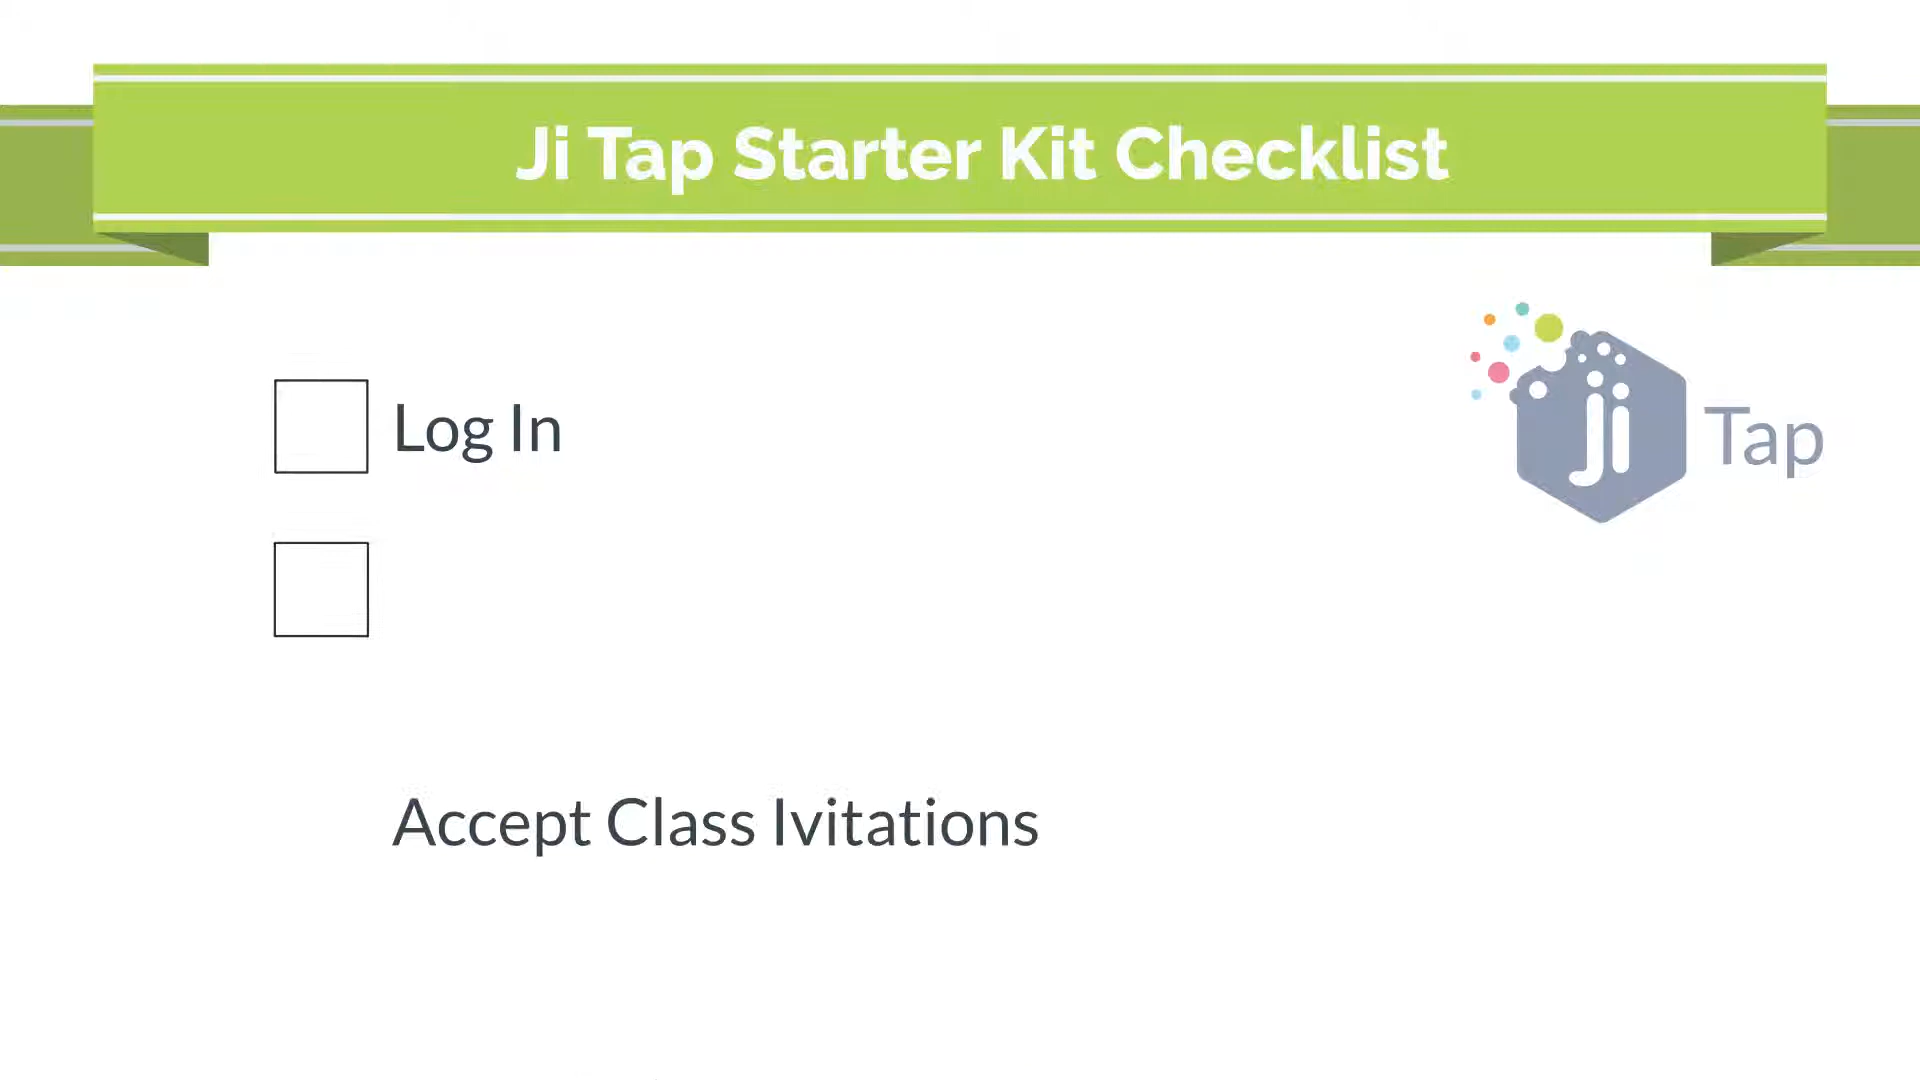 Ji Tap Starter Kit Checklist
Log In
ji Tap
Accept Class Ivitations